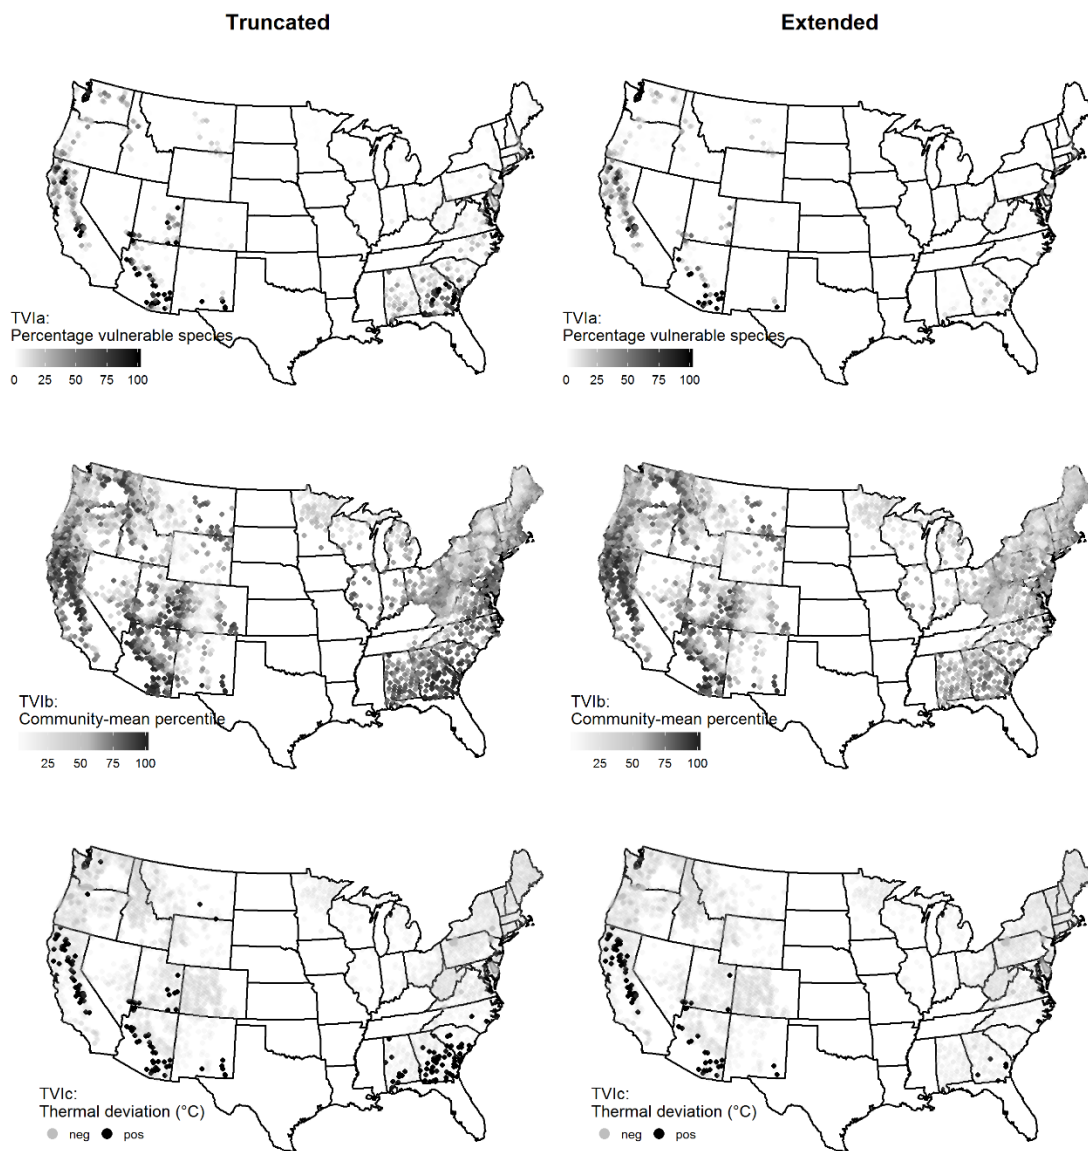 Truncated Extended
TVIa:
Percentage vulnerable species
0 25 50 75 100
TVIa:
Percentage vulnerable species
0 25 50 75 100
TVIb:
Community-mean percentile
25 50 75 100
TVIb:
Community-mean percentile
25 50 75 100
TVIc:
Thermal deviation (°C)
neg pos
TVIc:
Thermal deviation (°C)
neg pos